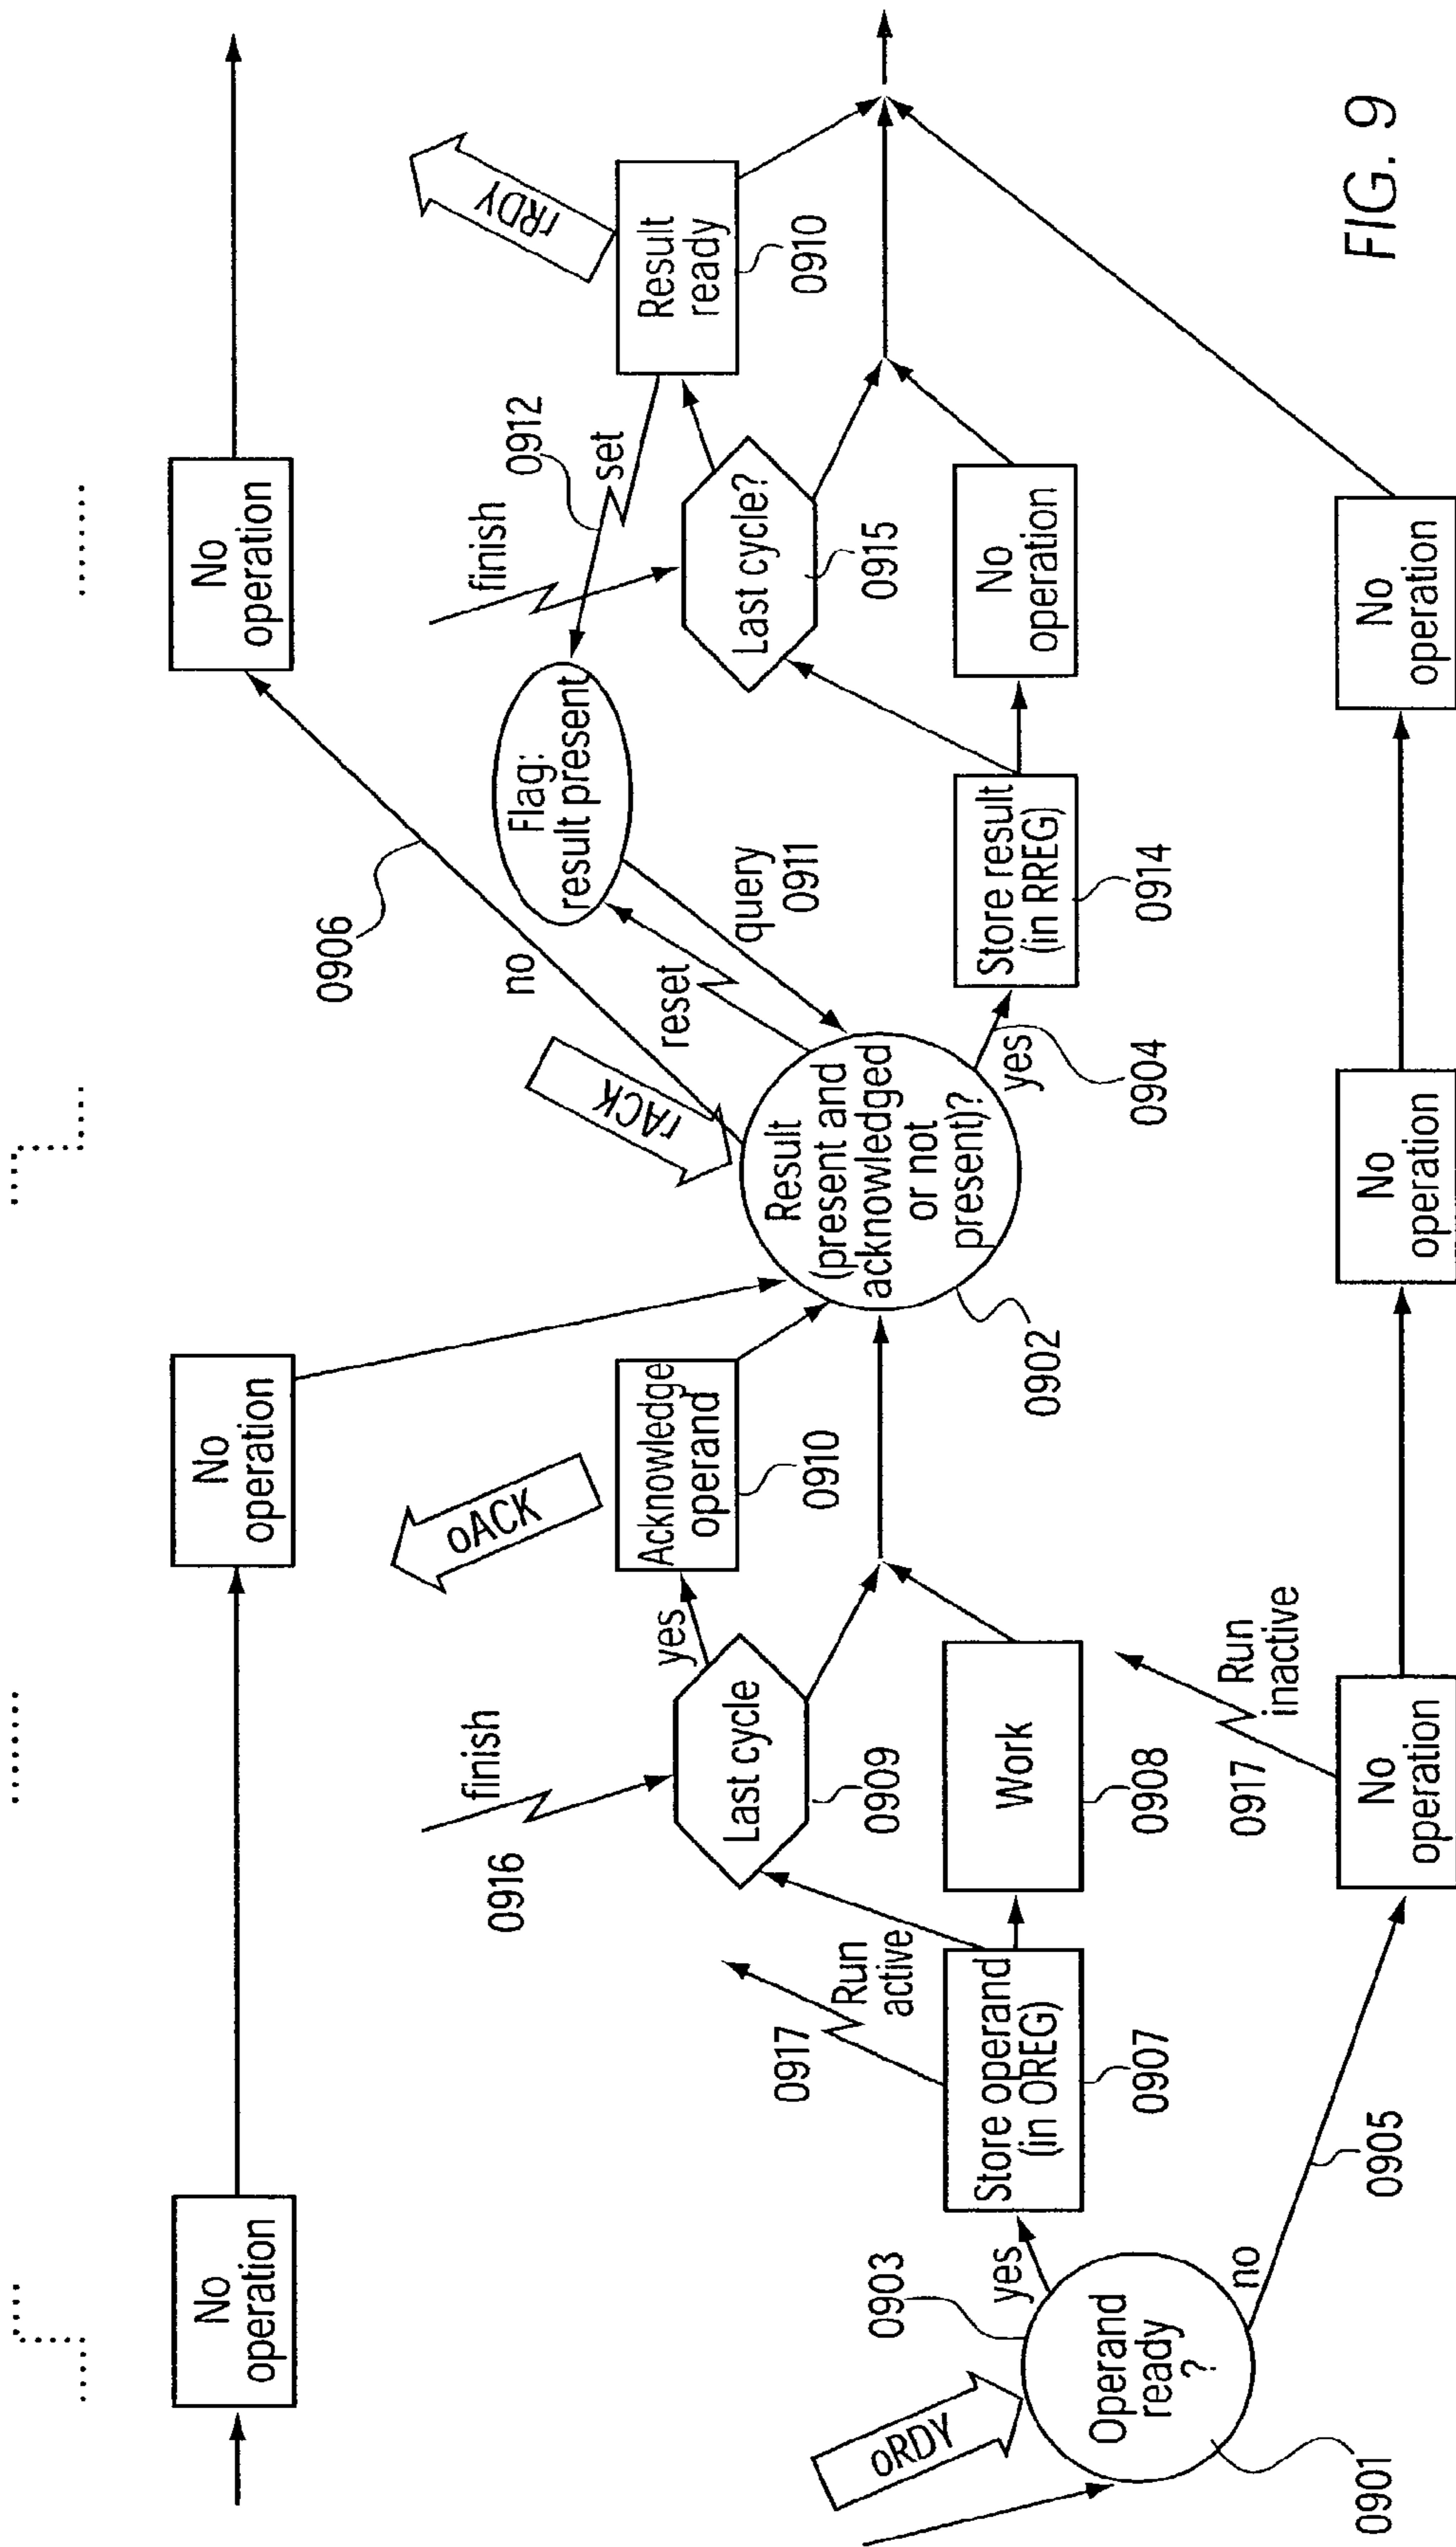 No
operation
No
operation
No
operation
0906
no
oACK
rACK
rRDY
finish
0916
finish
0912
set
yes
Acknowledge
operand
0910
Flag:
result present
Result
ready
0910
reset
query
0911
Last cycle
0909
Last cycle?
0915
0917
Run
active
oRDY
0903
yes
Store operand
(in OREG)
0907
Work
0908
Result
(present and
acknowledged
or not
present)?
0902
yes
0904
Store result
(in RREG)
0914
No
operation
Operand
ready
?
0901
no
0905
0917
Run
inactive
No
operation
No
operation
No
operation
FIG. 9